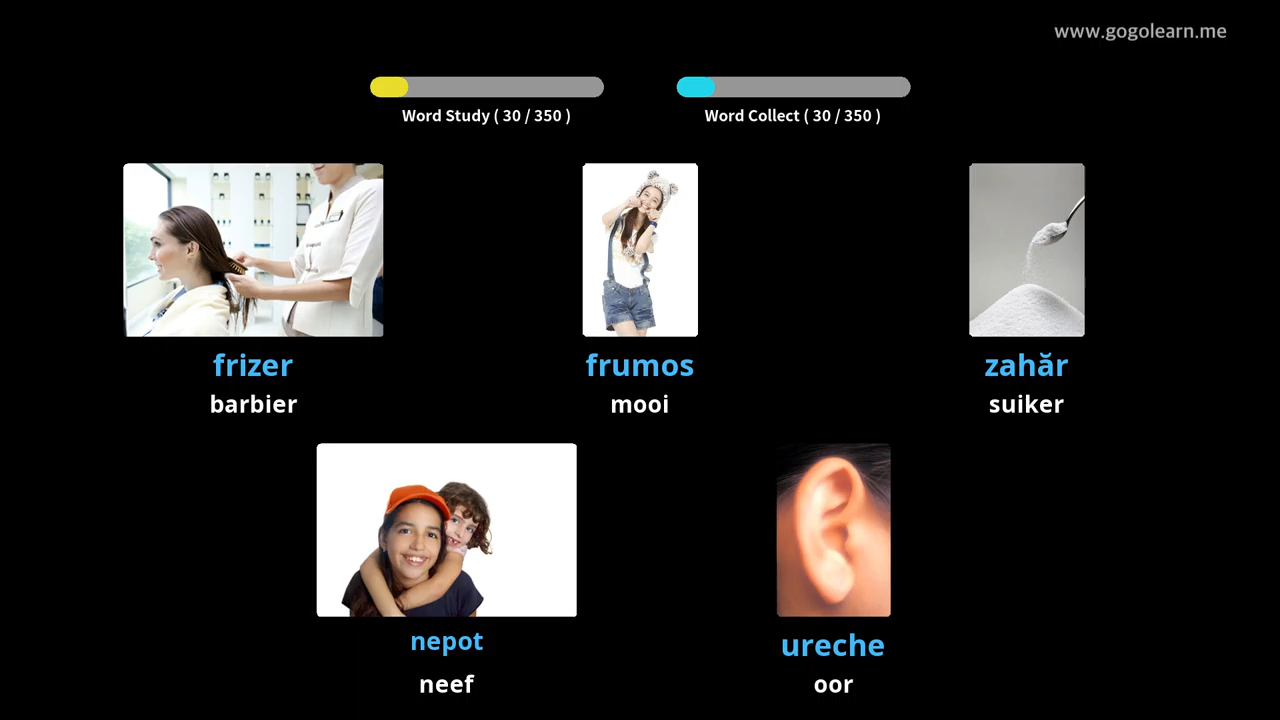 www.gogolearn.me
Word Study ( 30 / 350 )
Word Collect ( 30 / 350 )
frizer
barbier
frumos
mooi
zahăr
suiker
nepot
neef
ureche
oor